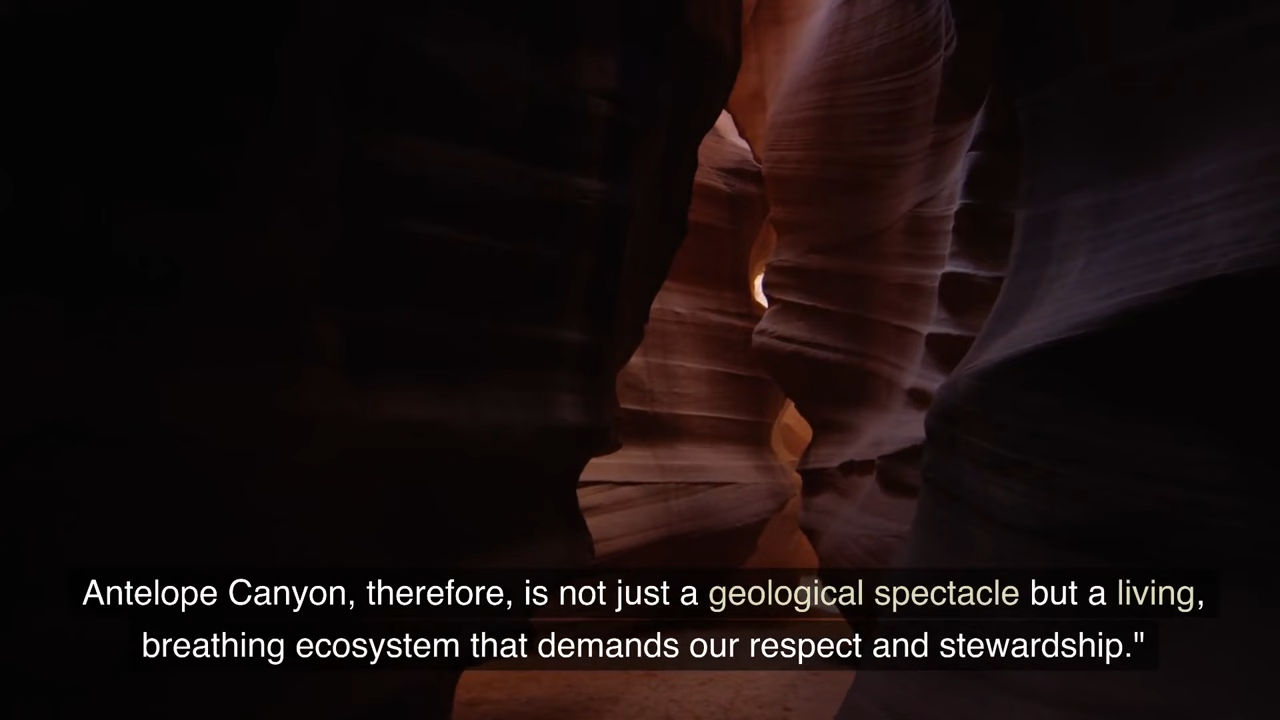 Antelope Canyon, therefore, is not just a geological spectacle but a living,
breathing ecosystem that demands our respect and stewardship."